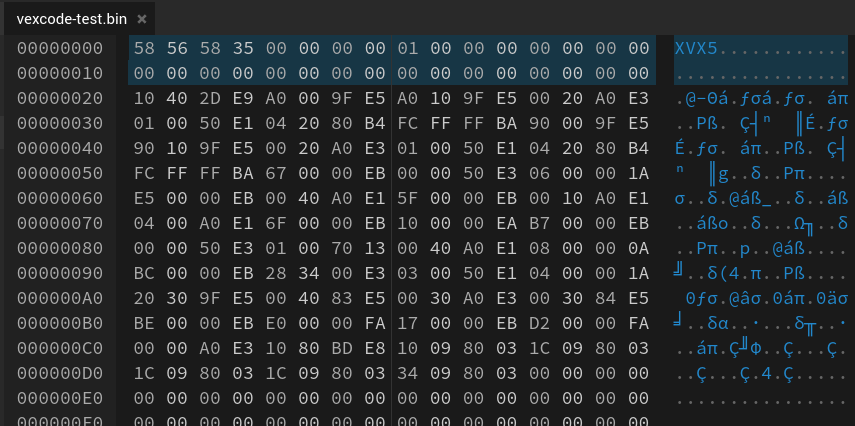 vexcode-test.bin ×
00000000 58 56 58 35 00 00 00 00 01 00 00 00 00 00 00 00 XVX5............
00000010 00 00 00 00 00 00 00 00 00 00 00 00 00 00 00 00 ................
00000020 10 40 2D E9 A0 00 9F E5 A0 10 9F E5 00 20 A0 E3 .@-Θá.ƒσá.ƒσ. áπ
00000030 01 00 50 E1 04 20 80 B4 FC FF FF BA 90 00 9F E5 ..Pß. Ç┤ⁿ  ║É.ƒσ
00000040 90 10 9F E5 00 20 A0 E3 01 00 50 E1 04 20 80 B4 É.ƒσ. áπ..Pß. Ç┤
00000050 FC FF FF BA 67 00 00 EB 00 00 50 E3 06 00 00 1A ⁿ  ║g..δ..Pπ....
00000060 E5 00 00 EB 00 40 A0 E1 5F 00 00 EB 00 10 A0 E1 σ..δ.@áß_..δ..áß
00000070 04 00 A0 E1 6F 00 00 EB 10 00 00 EA B7 00 00 EB ..áßo..δ...Ω╖..δ
00000080 00 00 50 E3 01 00 70 13 00 40 A0 E1 08 00 00 0A ..Pπ..p..@áß....
00000090 BC 00 00 EB 28 34 00 E3 03 00 50 E1 04 00 00 1A ╝..δ(4.π..Pß....
000000A0 20 30 9F E5 00 40 83 E5 00 30 A0 E3 00 30 84 E5  0ƒσ.@âσ.0áπ.0äσ
000000B0 BE 00 00 EB E0 00 00 FA 17 00 00 EB D2 00 00 FA ╛..δα..·...δ╥..·
000000C0 00 00 A0 E3 10 80 BD E8 10 09 80 03 1C 09 80 03 ..áπ.Ç╜Φ..Ç...Ç.
000000D0 1C 09 80 03 1C 09 80 03 34 09 80 03 00 00 00 00 ..Ç...Ç.4.Ç.....
000000E0 00 00 00 00 00 00 00 00 00 00 00 00 00 00 00 00 ................
000000F0 00 00 00 00 00 00 00 00 00 00 00 00 00 00 00 00